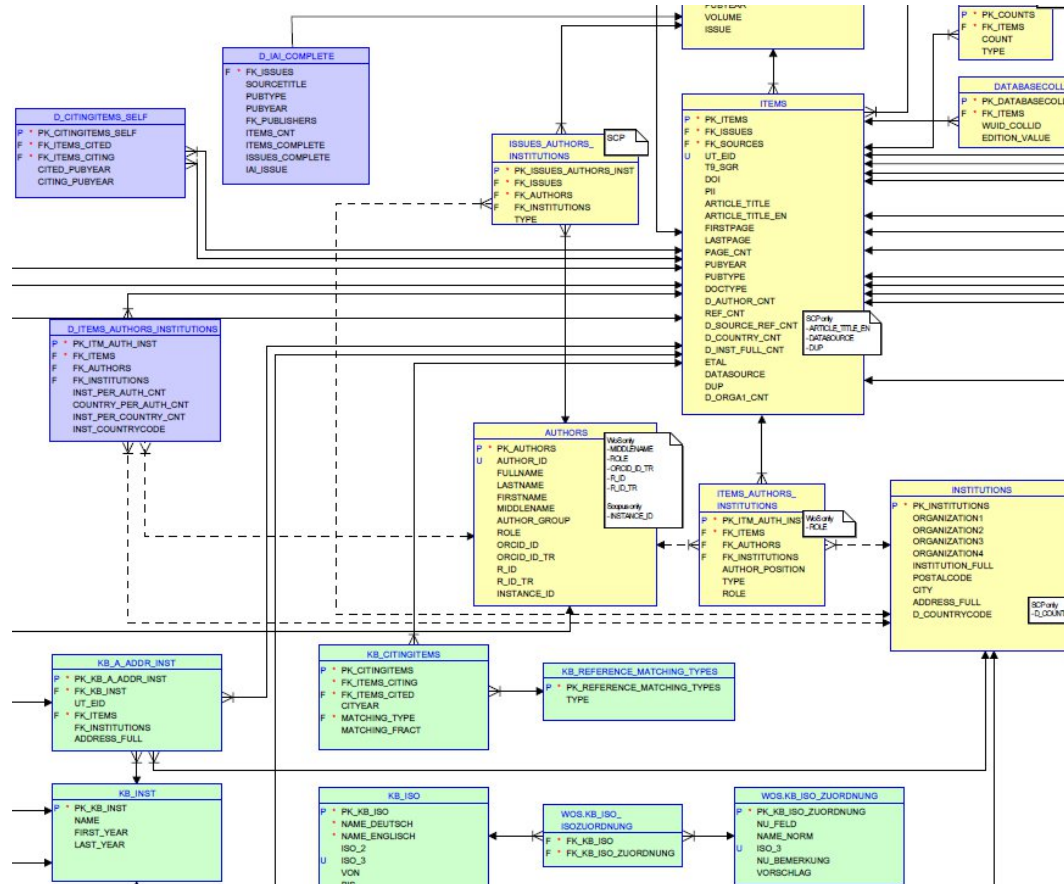 PUBYEAR
VOLUME
ISSUE
P * PK_COUNTS
F * FK_ITEMS
COUNT
TYPE
D_IAI_COMPLETE
F * FK_ISSUES
SOURCETITLE
PUBTYPE
PUBYEAR
FK_PUBLISHERS
ITEMS_CNT
ITEMS_COMPLETE
ISSUES_COMPLETE
IAI_ISSUE
D_CITINGITEMS_SELF
P * PK_CITINGITEMS_SELF
F * FK_ITEMS_CITED
F * FK_ITEMS_CITING
CITED_PUBYEAR
CITING_PUBYEAR
ISSUES_AUTHORS_
INSTITUTIONS
SCP
P * PK_ISSUES_AUTHORS_INST
F * FK_ISSUES
F * FK_AUTHORS
F FK_INSTITUTIONS
TYPE
ITEMS
P * PK_ITEMS
F * FK_ISSUES
F * FK_SOURCES
U UT_EID
T9_SGR
DOI
PII
ARTICLE_TITLE
ARTICLE_TITLE_EN
FIRSTPAGE
LASTPAGE
PAGE_CNT
PUBYEAR
PUBTYPE
DOCTYPE
D_AUTHOR_CNT
REF_CNT
D_SOURCE_REF_CNT
D_COUNTRY_CNT
D_INST_FULL_CNT
ETAL
DATASOURCE
DUP
D_ORGA1_CNT
SCP only
-ARTICLE_TITLE_EN
-DATASOURCE
-DUP
DATABASECOLL
P * PK_DATABASECOLL
F * FK_ITEMS
WUID_COLLID
EDITION_VALUE
D_ITEMS_AUTHORS_INSTITUTIONS
P * PK_ITM_AUTH_INST
F * FK_ITEMS
F FK_AUTHORS
F FK_INSTITUTIONS
INST_PER_AUTH_CNT
COUNTRY_PER_AUTH_CNT
INST_PER_COUNTRY_CNT
INST_COUNTRYCODE
AUTHORS
P * PK_AUTHORS
U AUTHOR_ID
FULLNAME
LASTNAME
FIRSTNAME
MIDDLENAME
AUTHOR_GROUP
ROLE
ORCID_ID
ORCID_ID_TR
R_ID
R_ID_TR
INSTANCE_ID
WoS only
-MIDDLENAME
-ROLE
-ORCID_ID_TR
-R_ID
-R_ID_TR
Scopus only
-INSTANCE_ID
ITEMS_AUTHORS_
INSTITUTIONS
P * PK_ITM_AUTH_INS
F * FK_ITEMS
F FK_AUTHORS
F FK_INSTITUTIONS
AUTHOR_POSITION
TYPE
ROLE
WoS only
-ROLE
INSTITUTIONS
P * PK_INSTITUTIONS
ORGANIZATION1
ORGANIZATION2
ORGANIZATION3
ORGANIZATION4
INSTITUTION_FULL
POSTALCODE
CITY
ADDRESS_FULL
D_COUNTRYCODE
SCP only
-D_COUNT
KB_A_ADDR_INST
P * PK_KB_A_ADDR_INST
F * FK_KB_INST
UT_EID
F * FK_ITEMS
FK_INSTITUTIONS
ADDRESS_FULL
KB_CITINGITEMS
P * PK_CITINGITEMS
* FK_ITEMS_CITING
F * FK_ITEMS_CITED
CITYEAR
F * MATCHING_TYPE
MATCHING_FRACT
KB_REFERENCE_MATCHING_TYPES
P * PK_REFERENCE_MATCHING_TYPES
TYPE
KB_INST
P * PK_KB_INST
NAME
FIRST_YEAR
LAST_YEAR
KB_ISO
P * PK_KB_ISO
* NAME_DEUTSCH
* NAME_ENGLISCH
ISO_2
U ISO_3
VON
BIS
WOS.KB_ISO_
ISOZUORDNUNG
F * FK_KB_ISO
F * FK_KB_ISO_ZUORDNUNG
WOS.KB_ISO_ZUORDNUNG
P * PK_KB_ISO_ZUORDNUNG
NU_FELD
NAME_NORM
U ISO_3
NU_BEMERKUNG
VORSCHLAG